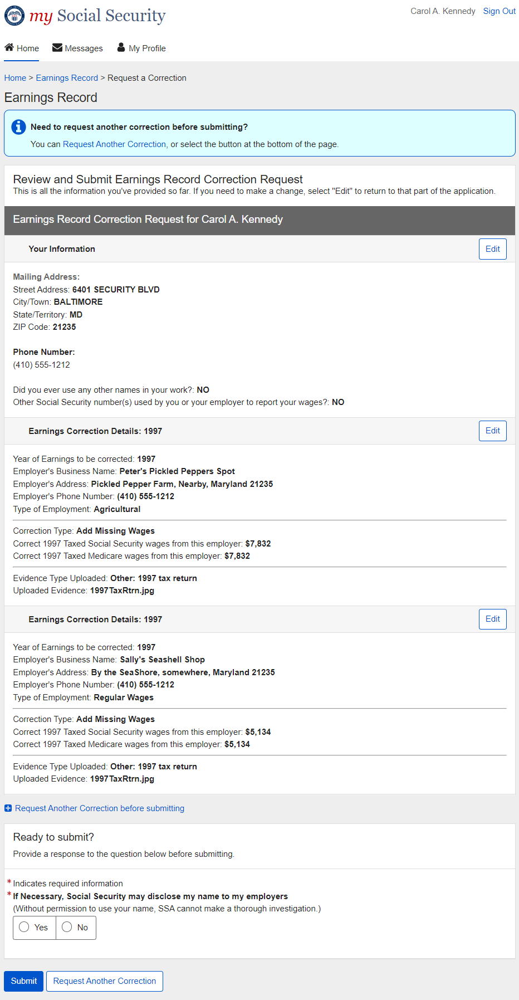 my Social Security
Carol A. Kennedy Sign Out
Home Messages My Profile
Home > Earnings Record > Request a Correction
Earnings Record
Need to request another correction before submitting?
You can Request Another Correction, or select the button at the bottom of the page.
Review and Submit Earnings Record Correction Request
This is all the information you've provided so far. If you need to make a change, select "Edit" to return to that part of the application.
Earnings Record Correction Request for Carol A. Kennedy
Your Information Edit
Mailing Address:
Street Address: 6401 SECURITY BLVD
City/Town: BALTIMORE
State/Territory: MD
ZIP Code: 21235
Phone Number:
(410) 555-1212
Did you ever use any other names in your work?: NO
Other Social Security number(s) used by you or your employer to report your wages?: NO
Earnings Correction Details: 1997 Edit
Year of Earnings to be corrected: 1997
Employer's Business Name: Peter's Pickled Peppers Spot
Employer's Address: Pickled Pepper Farm, Nearby, Maryland 21235
Employer's Phone Number: (410) 555-1212
Type of Employment: Agricultural
Correction Type: Add Missing Wages
Correct 1997 Taxed Social Security wages from this employer: $7,832
Correct 1997 Taxed Medicare wages from this employer: $7,832
Evidence Type Uploaded: Other: 1997 tax return
Uploaded Evidence: 1997TaxRtrn.jpg
Earnings Correction Details: 1997 Edit
Year of Earnings to be corrected: 1997
Employer's Business Name: Sally's Seashell Shop
Employer's Address: By the SeaShore, somewhere, Maryland 21235
Employer's Phone Number: (410) 555-1212
Type of Employment: Regular Wages
Correction Type: Add Missing Wages
Correct 1997 Taxed Social Security wages from this employer: $5,134
Correct 1997 Taxed Medicare wages from this employer: $5,134
Evidence Type Uploaded: Other: 1997 tax return
Uploaded Evidence: 1997TaxRtrn.jpg
Request Another Correction before submitting
Ready to submit?
Provide a response to the question below before submitting.
* Indicates required information
* If Necessary, Social Security may disclose my name to my employers
(Without permission to use your name, SSA cannot make a thorough investigation.)
Yes No
Submit Request Another Correction